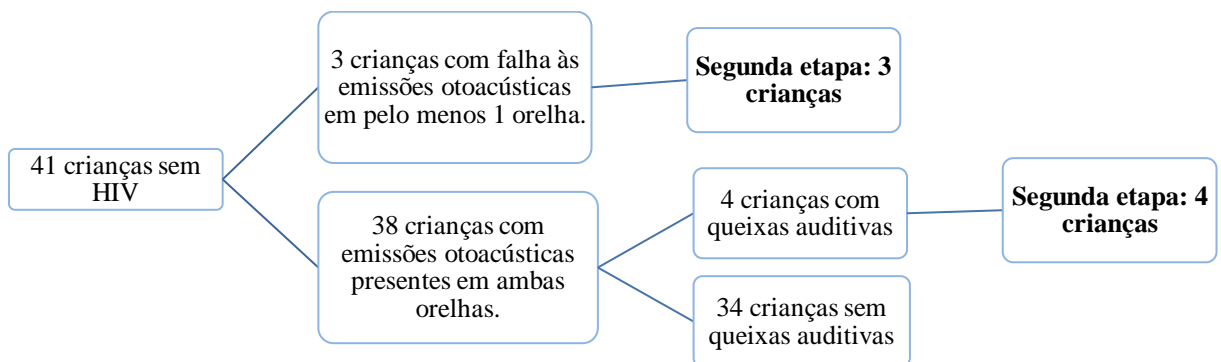 41 crianças sem
HIV
3 crianças com falha às
emissões otoacústicas
em pelo menos 1 orelha.
Segunda etapa: 3
crianças
38 crianças com
emissões otoacústicas
presentes em ambas
orelhas.
4 crianças com
queixas auditivas
Segunda etapa: 4
crianças
34 crianças sem
queixas auditivas